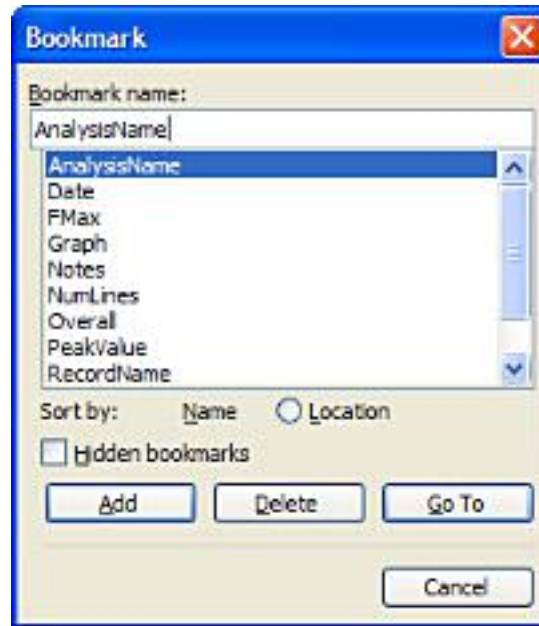 Bookmark
Bookmark name:
AnalysisName
AnalysisName
Date
FMax
Graph
Notes
NumLines
Overall
PeakValue
RecordName
Sort by: Name Location
Hidden bookmarks
Add Delete Go To
Cancel